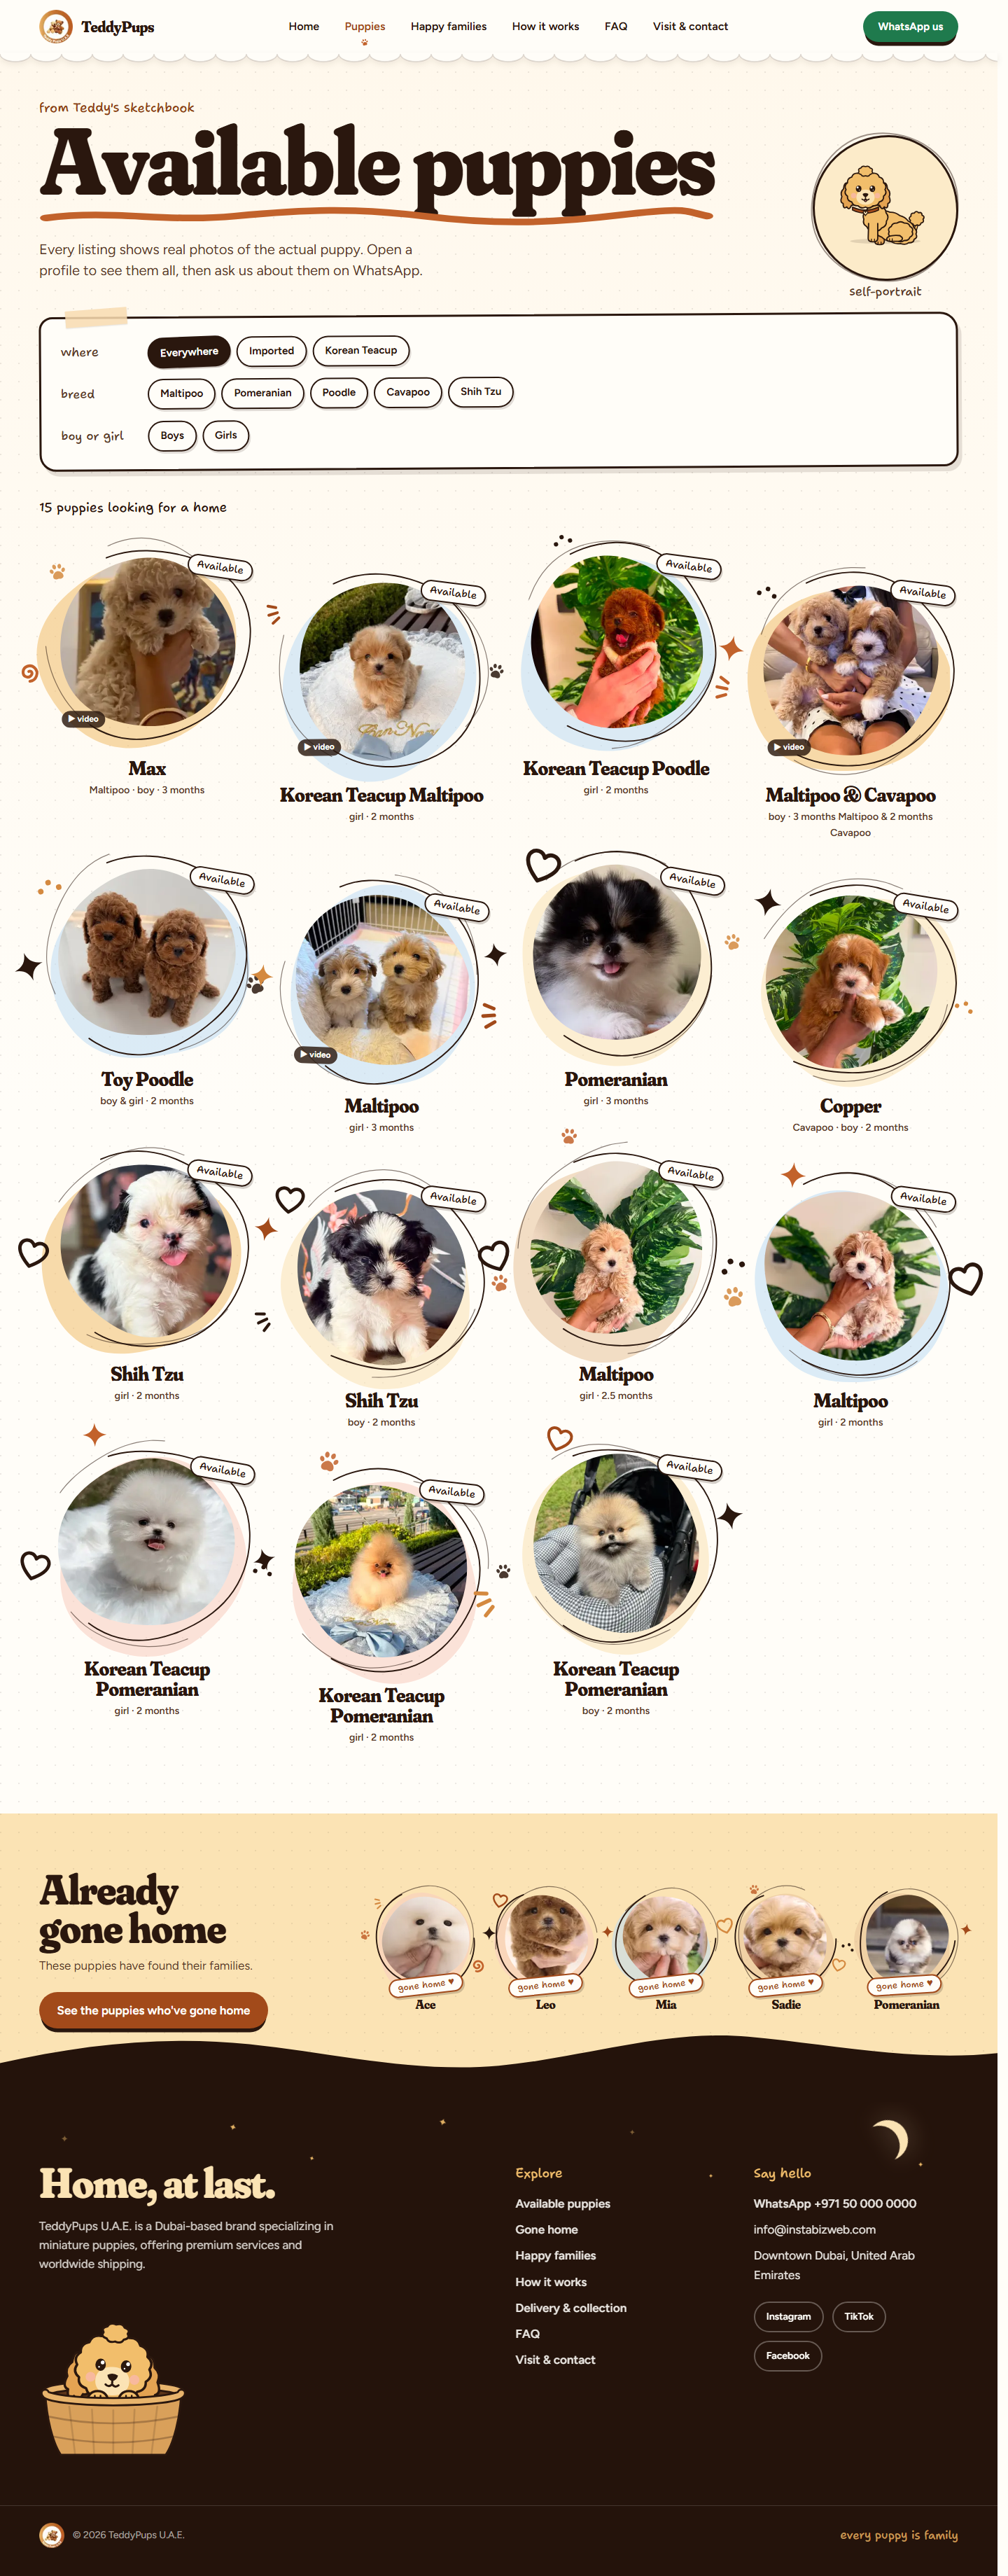 TeddyPups
Home
Puppies
Happy families
How it works
FAQ
Visit & contact
WhatsApp us
from Teddy's sketchbook
Available puppies
Every listing shows real photos of the actual puppy. Open a
profile to see them all, then ask us about them on WhatsApp.
self-portrait
where
Everywhere
Imported
Korean Teacup
breed
Maltipoo
Pomeranian
Poodle
Cavapoo
Shih Tzu
boy or girl
Boys
Girls
15 puppies looking for a home
Available
▶ video
Max
Maltipoo · boy · 3 months
Available
▶ video
Korean Teacup Maltipoo
girl · 2 months
Available
Korean Teacup Poodle
girl · 2 months
Available
▶ video
Maltipoo & Cavapoo
boy · 3 months Maltipoo & 2 months
Cavapoo
Available
Toy Poodle
boy & girl · 2 months
Available
▶ video
Maltipoo
girl · 3 months
Available
Pomeranian
girl · 3 months
Available
Copper
Cavapoo · boy · 2 months
Available
Shih Tzu
girl · 2 months
Available
Shih Tzu
boy · 2 months
Available
Maltipoo
girl · 2.5 months
Available
Maltipoo
girl · 2 months
Available
Korean Teacup
Pomeranian
girl · 2 months
Available
Korean Teacup
Pomeranian
girl · 2 months
Available
Korean Teacup
Pomeranian
boy · 2 months
Already
gone home
These puppies have found their families.
See the puppies who've gone home
gone home ♥
Ace
gone home ♥
Leo
gone home ♥
Mia
gone home ♥
Sadie
gone home ♥
Pomeranian
Home, at last.
TeddyPups U.A.E. is a Dubai-based brand specializing in
miniature puppies, offering premium services and
worldwide shipping.
Explore
Available puppies
Gone home
Happy families
How it works
Delivery & collection
FAQ
Visit & contact
Say hello
WhatsApp +971 50 000 0000
info@instabizweb.com
Downtown Dubai, United Arab
Emirates
Instagram
TikTok
Facebook
© 2026 TeddyPups U.A.E.
every puppy is family